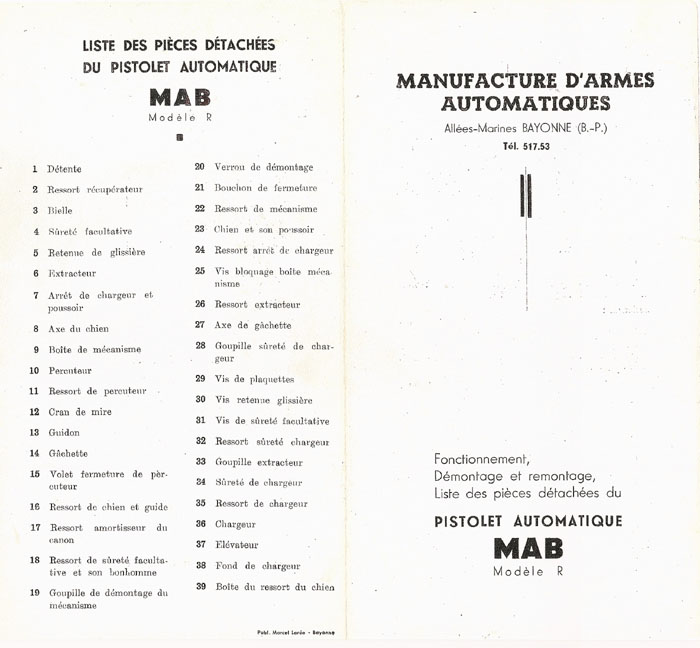 LISTE DES PIÈCES DÉTACHÉES
DU PISTOLET AUTOMATIQUE
MAB
Modèle R
1 Détente
2 Ressort récupérateur
3 Bielle
4 Sûreté facultative
5 Retenue de glissière
6 Extracteur
7 Arrêt de chargeur et
poussoir
8 Axe du chien
9 Boîte de mécanisme
10 Percuteur
11 Ressort de percuteur
12 Cran de mire
13 Guidon
14 Gâchette
15 Volet fermeture de pèr-
cuteur
16 Ressort de chien et guide
17 Ressort amortisseur du
canon
18 Ressort de sûreté faculta-
tive et son bonhomme
19 Goupille de démontage du
mécanisme
20 Verrou de démontage
21 Bouchon de fermeture
22 Ressort de mécanisme
23 Chien et son poussoir
24 Ressort arrêt de chargeur
25 Vis bloquage boîte méca-
nisme
26 Ressort extracteur
27 Axe de gâchette
28 Goupille sûreté de char-
geur
29 Vis de plaquettes
30 Vis retenue glissière
31 Vis de sûreté facultative
32 Ressort sûreté chargeur
33 Goupille extracteur
34 Sûreté de chargeur
35 Ressort de chargeur
36 Chargeur
37 Elévateur
38 Fond de chargeur
39 Boîte du ressort du chien
Publ. Marcel Larée - Bayonne
MANUFACTURE D'ARMES
AUTOMATIQUES
Allées-Marines BAYONNE (B.-P.)
Tél. 517.53
Fonctionnement,
Démontage et remontage,
Liste des pièces détachées du
PISTOLET AUTOMATIQUE
MAB
Modèle R